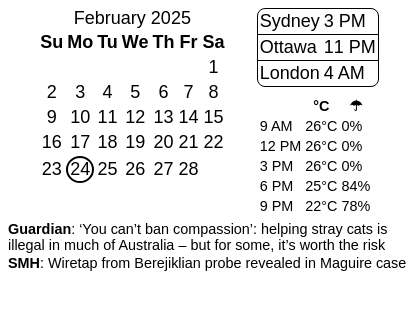 February 2025
Su Mo Tu We Th Fr Sa
1
2 3 4 5 6 7 8
9 10 11 12 13 14 15
16 17 18 19 20 21 22
23 24 25 26 27 28
Sydney 3 PM
Ottawa 11 PM
London 4 AM
°C ☂
9 AM 26°C 0%
12 PM 26°C 0%
3 PM 26°C 0%
6 PM 25°C 84%
9 PM 22°C 78%
Guardian: ‘You can’t ban compassion’: helping stray cats is
illegal in much of Australia – but for some, it’s worth the risk
SMH: Wiretap from Berejiklian probe revealed in Maguire case